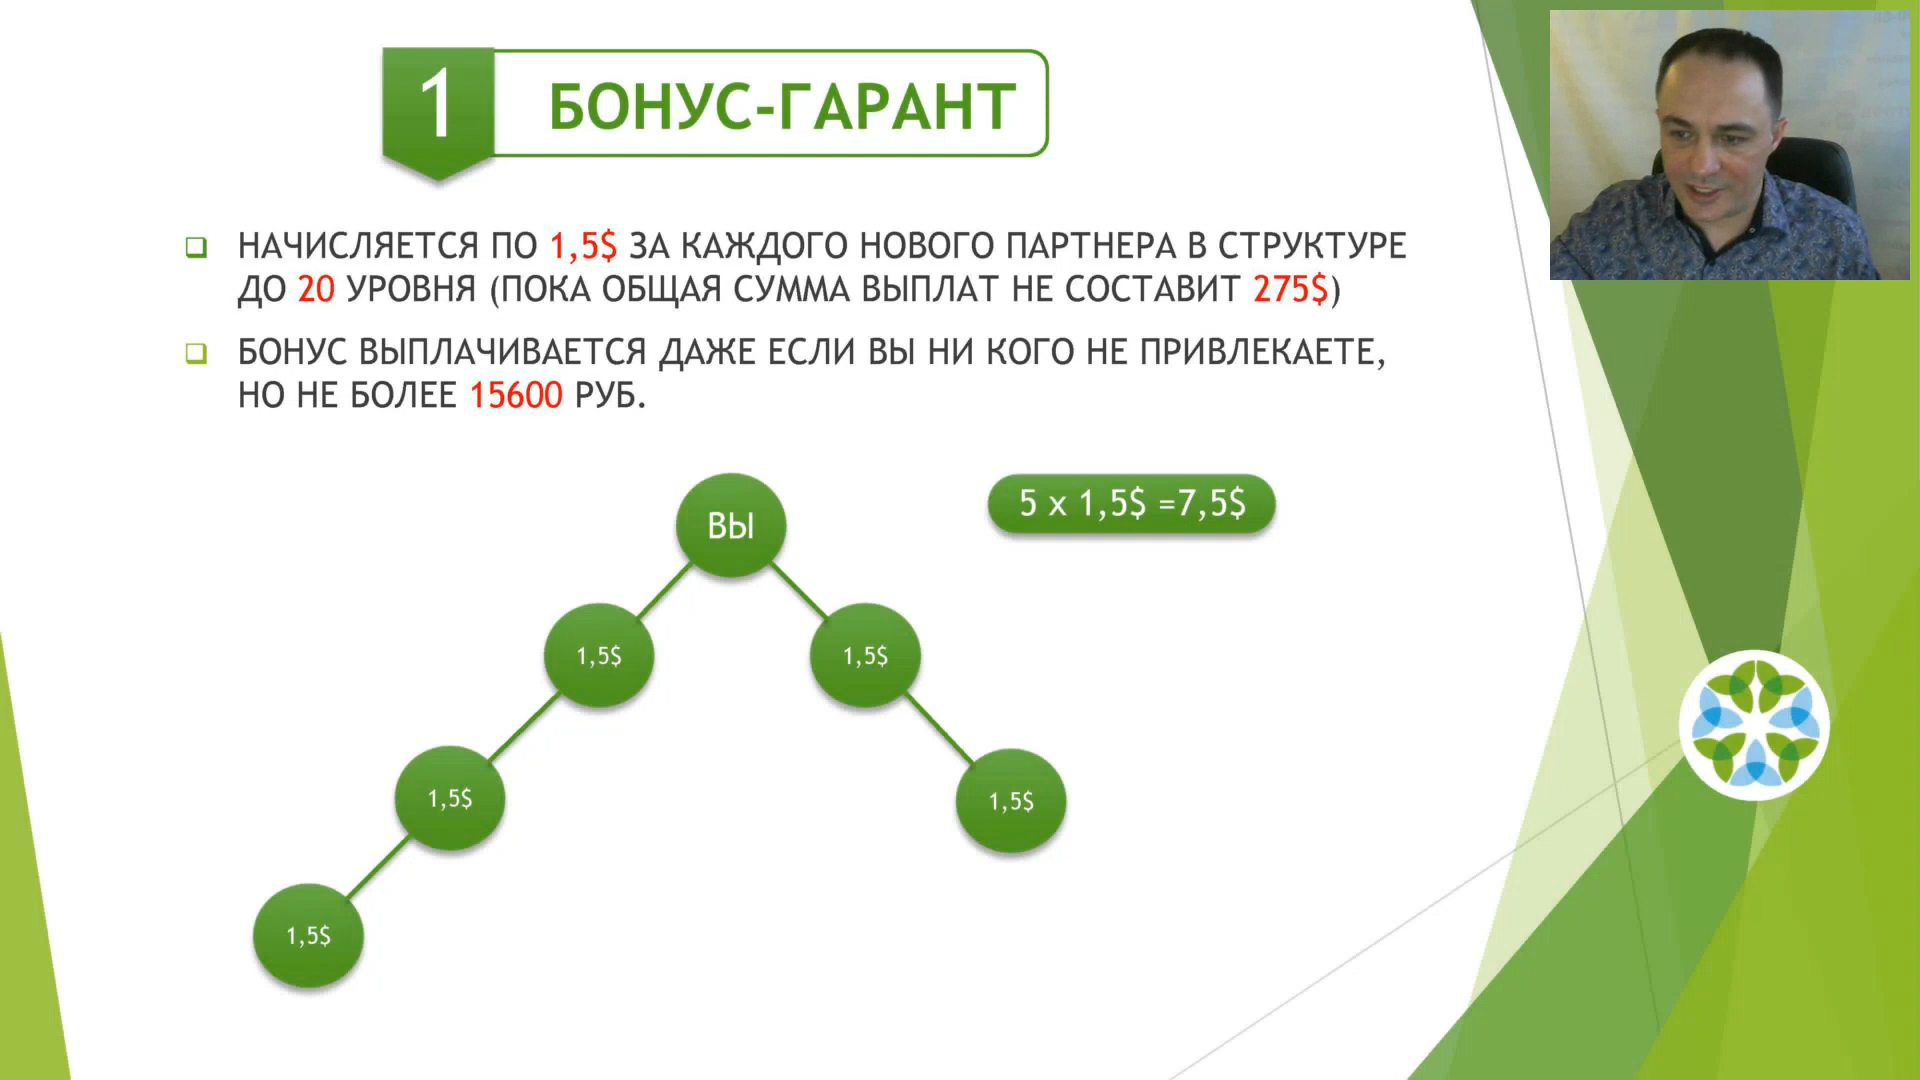 1
БОНУС-ГАРАНТ
НАЧИСЛЯЕТСЯ ПО 1,5$ ЗА КАЖДОГО НОВОГО ПАРТНЕРА В СТРУКТУРЕ
ДО 20 УРОВНЯ (ПОКА ОБЩАЯ СУММА ВЫПЛАТ НЕ СОСТАВИТ 275$)
БОНУС ВЫПЛАЧИВАЕТСЯ ДАЖЕ ЕСЛИ ВЫ НИ КОГО НЕ ПРИВЛЕКАЕТЕ,
НО НЕ БОЛЕЕ 15600 РУБ.
ВЫ
5 x 1,5$ =7,5$
1,5$
1,5$
1,5$
1,5$
1,5$